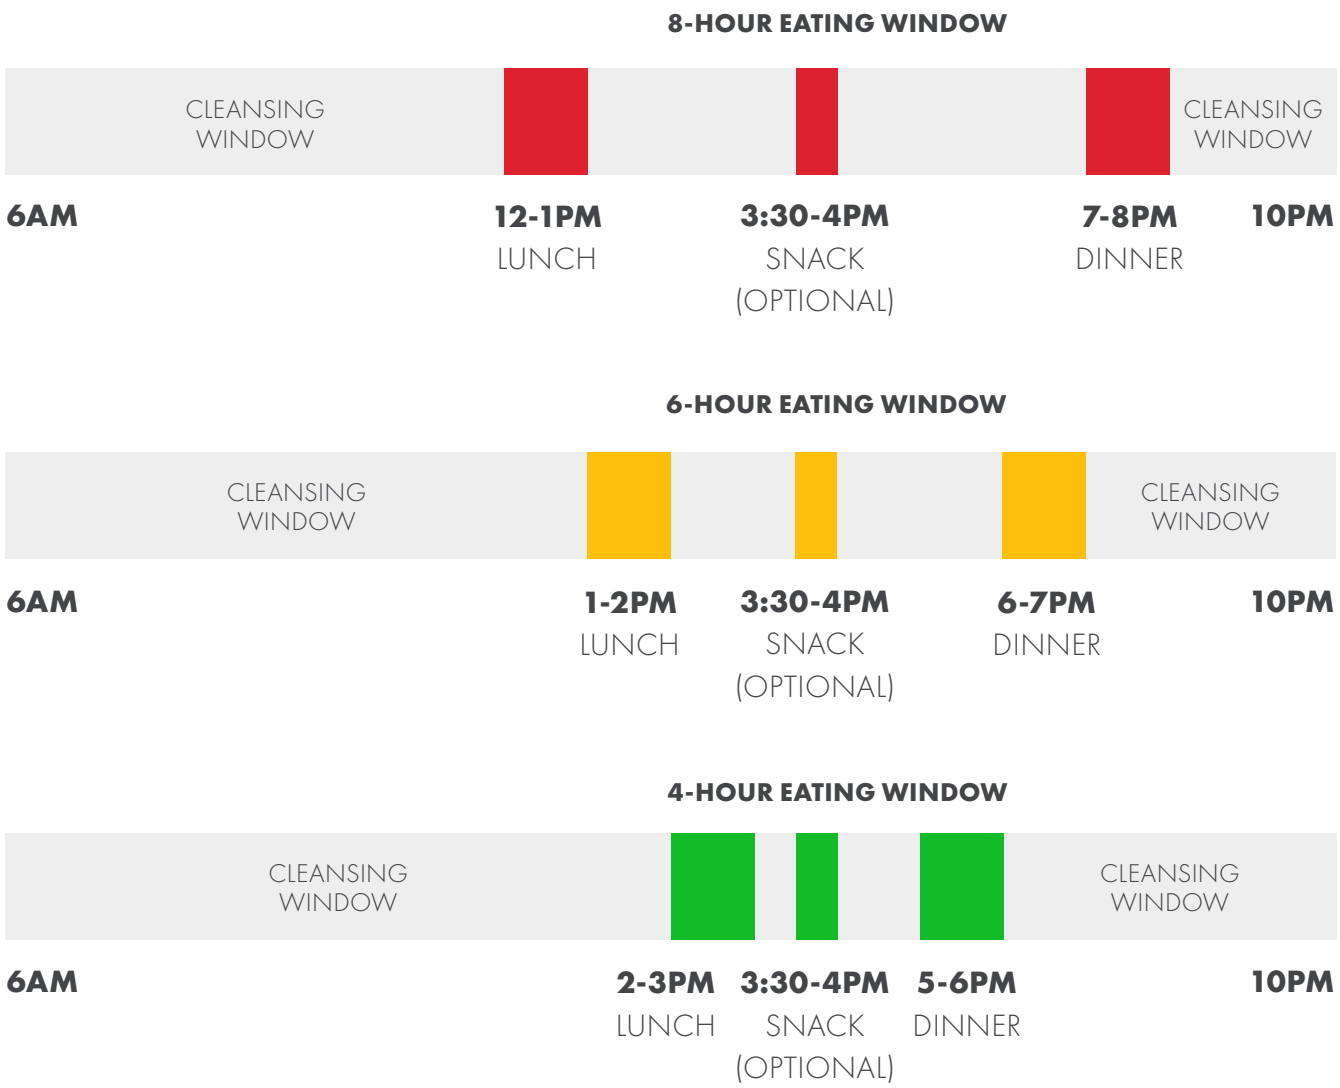 8-HOUR EATING WINDOW
CLEANSING
WINDOW
CLEANSING
WINDOW
6AM
12-1PM
LUNCH
3:30-4PM
SNACK
(OPTIONAL)
7-8PM
DINNER
10PM
6-HOUR EATING WINDOW
CLEANSING
WINDOW
CLEANSING
WINDOW
6AM
1-2PM
LUNCH
3:30-4PM
SNACK
(OPTIONAL)
6-7PM
DINNER
10PM
4-HOUR EATING WINDOW
CLEANSING
WINDOW
CLEANSING
WINDOW
6AM
2-3PM
LUNCH
3:30-4PM
SNACK
(OPTIONAL)
5-6PM
DINNER
10PM